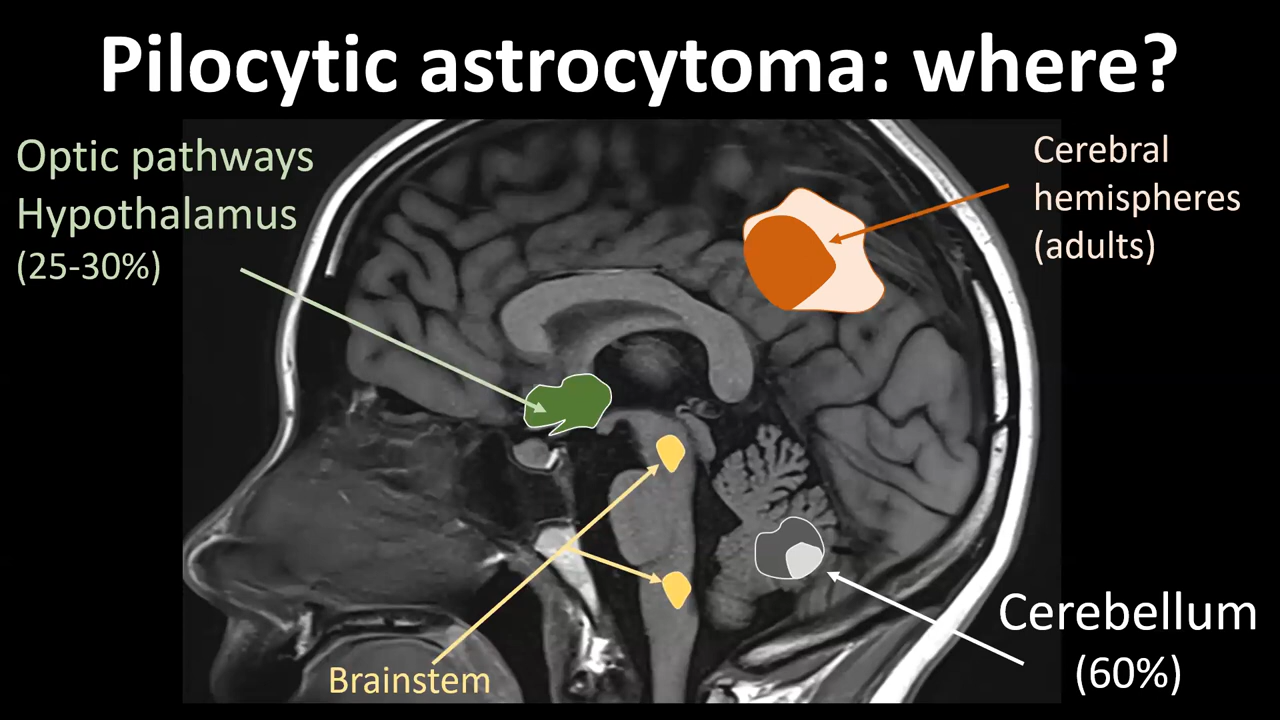 Pilocytic astrocytoma: where?
Optic pathways
Hypothalamus
(25-30%)
Cerebral
hemispheres
(adults)
Brainstem
Cerebellum
(60%)